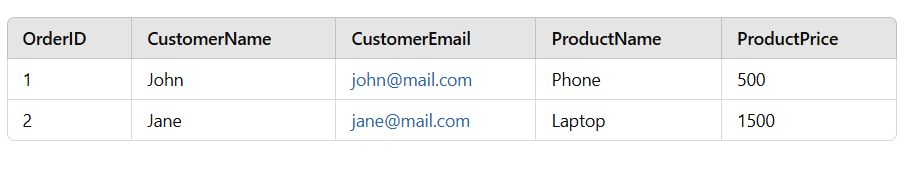 OrderID CustomerName CustomerEmail ProductName ProductPrice
1 John john@mail.com Phone 500
2 Jane jane@mail.com Laptop 1500